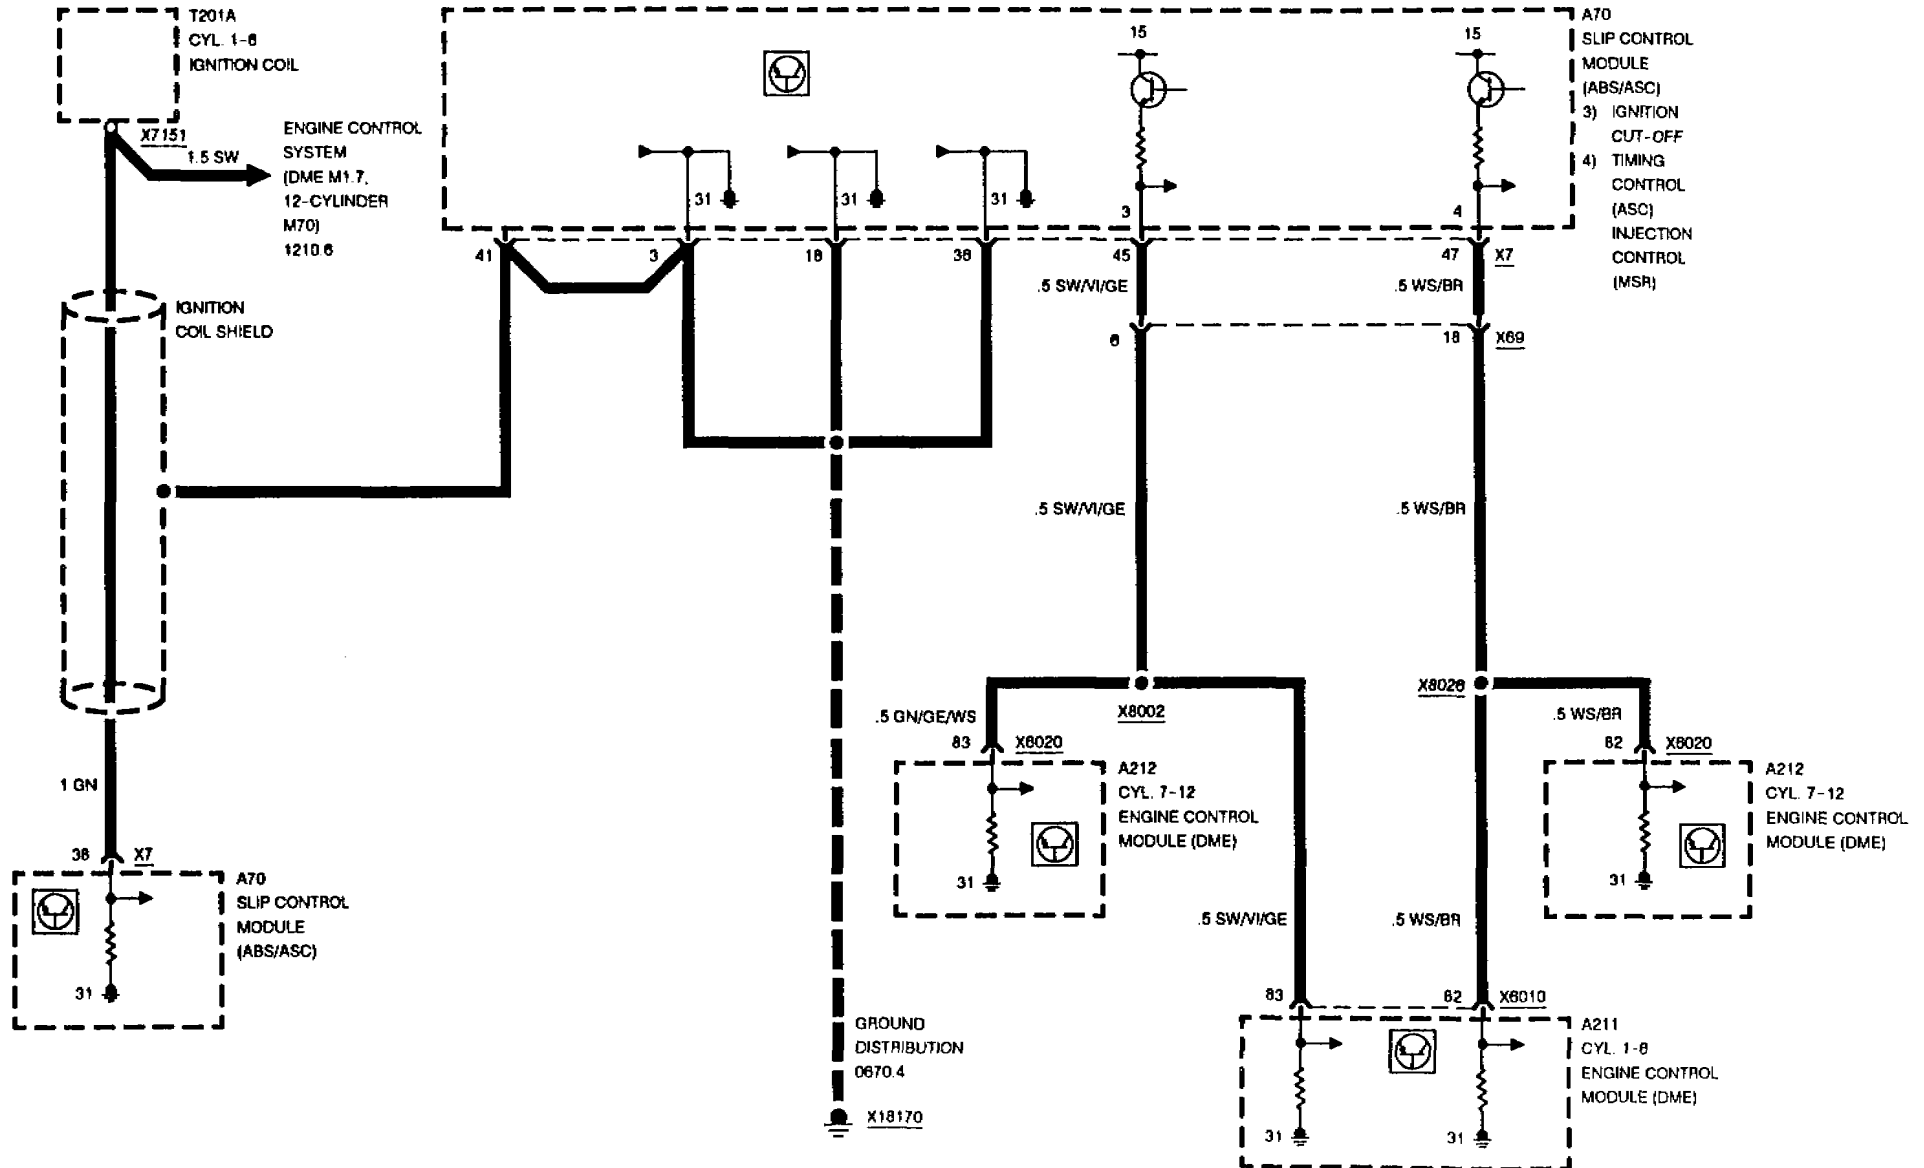 T201A
CYL. 1-6
IGNITION COIL
X7151
1.5 SW
ENGINE CONTROL
SYSTEM
(DME M1.7,
12-CYLINDER
M70)
1210.6
IGNITION
COIL SHIELD
1 GN
38
X7
A70
SLIP CONTROL
MODULE
(ABS/ASC)
31
15
15
A70
SLIP CONTROL
MODULE
(ABS/ASC)
3) IGNITION
CUT-OFF
4) TIMING
CONTROL
(ASC)
INJECTION
CONTROL
(MSR)
31
31
31
3
4
41
3
18
38
45
47
X7
.5 SW/VI/GE
.5 WS/BR
6
18
X69
.5 SW/VI/GE
.5 WS/BR
X8002
X8026
.5 GN/GE/WS
.5 WS/BR
83
X6020
62
X6020
A212
CYL. 7-12
ENGINE CONTROL
MODULE (DME)
31
A212
CYL. 7-12
ENGINE CONTROL
MODULE (DME)
31
.5 SW/VI/GE
.5 WS/BR
83
62
X6010
A211
CYL. 1-6
ENGINE CONTROL
MODULE (DME)
31
31
GROUND
DISTRIBUTION
0670.4
X18170